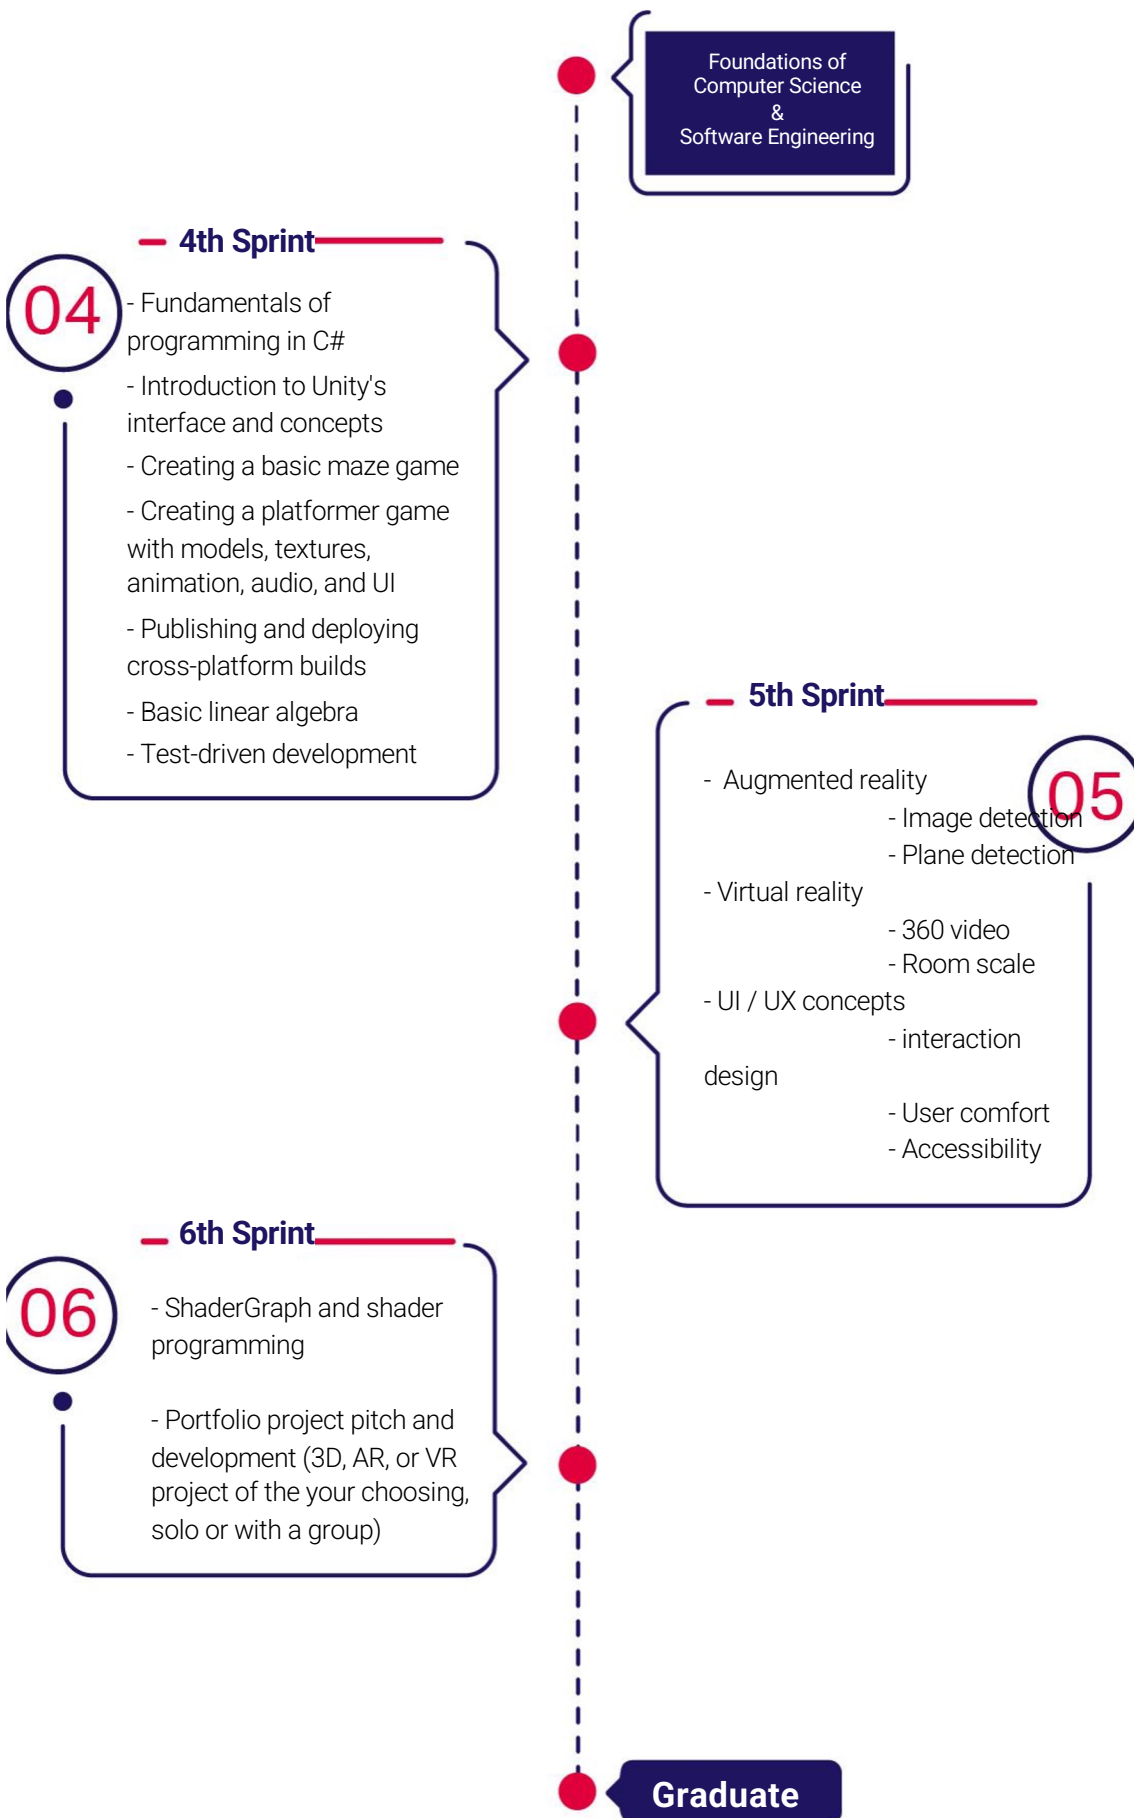 Foundations of
Computer Science
&
Software Engineering
4th Sprint
04
- Fundamentals of
programming in C#
- Introduction to Unity's
interface and concepts
- Creating a basic maze game
- Creating a platformer game
with models, textures,
animation, audio, and UI
- Publishing and deploying
cross-platform builds
- Basic linear algebra
- Test-driven development
5th Sprint
05
- Augmented reality
- Image detection
- Plane detection
- Virtual reality
- 360 video
- Room scale
- UI / UX concepts
- interaction
design
- User comfort
- Accessibility
6th Sprint
06
- ShaderGraph and shader
programming
- Portfolio project pitch and
development (3D, AR, or VR
project of the your choosing,
solo or with a group)
Graduate